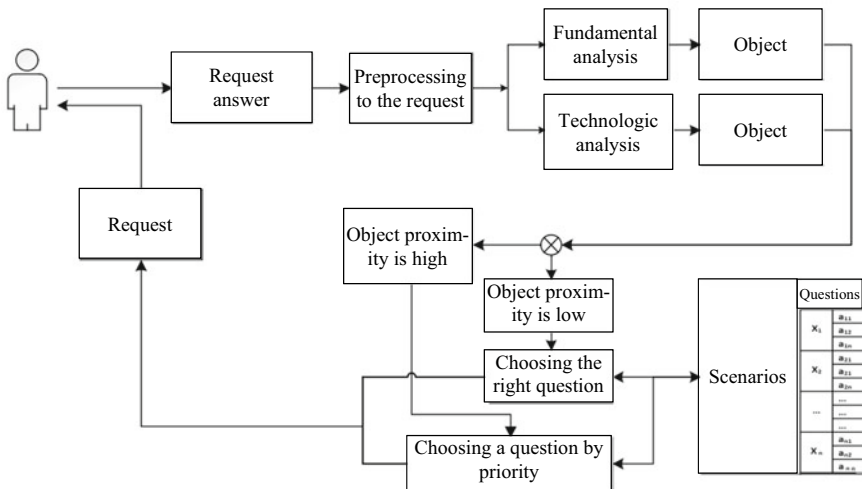 Fundamental
analysis
Object
Request
answer
Preprocessing
to the request
Technologic
analysis
Object
Request
Object proxim-
ity is high
Object proxim-
ity is low
Choosing the
right question
Choosing a question by
priority
Scenarios
Questions
X₁
a₁₁
a₁₂
a₁ₙ
X₂
a₂₁
a₂₁
a₂ₙ
...
...
...
...
Xₙ
aₙ₁
aₙ₂